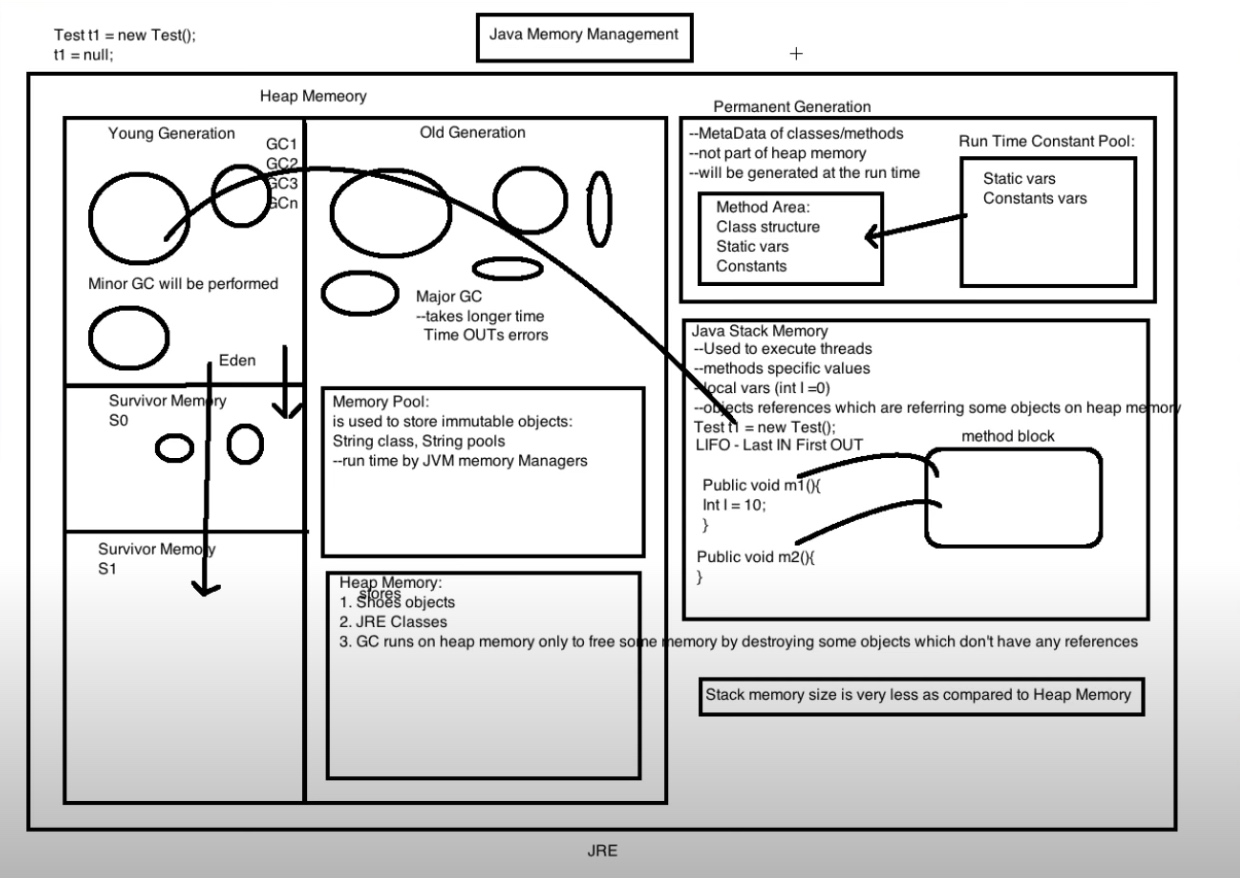 Test t1 = new Test();
t1 = null;
Java Memory Management
Heap Memeory
Young Generation
GC1
GC2
GC3
GCn
Minor GC will be performed
Eden
Survivor Memory
S0
Survivor Memory
S1
Old Generation
Major GC
--takes longer time
Time OUTs errors
Memory Pool:
is used to store immutable objects:
String class, String pools
--run time by JVM memory Managers
Heap Memory:
stores
1. Shoes objects
2. JRE Classes
3. GC runs on heap memory only to free some memory by destroying some objects which don't have any references
Permanent Generation
--MetaData of classes/methods
--not part of heap memory
--will be generated at the run time
Method Area:
Class structure
Static vars
Constants
Run Time Constant Pool:
Static vars
Constants vars
Java Stack Memory
--Used to execute threads
--methods specific values
--local vars (int I =0)
--objects references which are referring some objects on heap memory
Test t1 = new Test();
LIFO - Last IN First OUT
method block
Public void m1(){
Int I = 10;
}
Public void m2(){
}
Stack memory size is very less as compared to Heap Memory
JRE